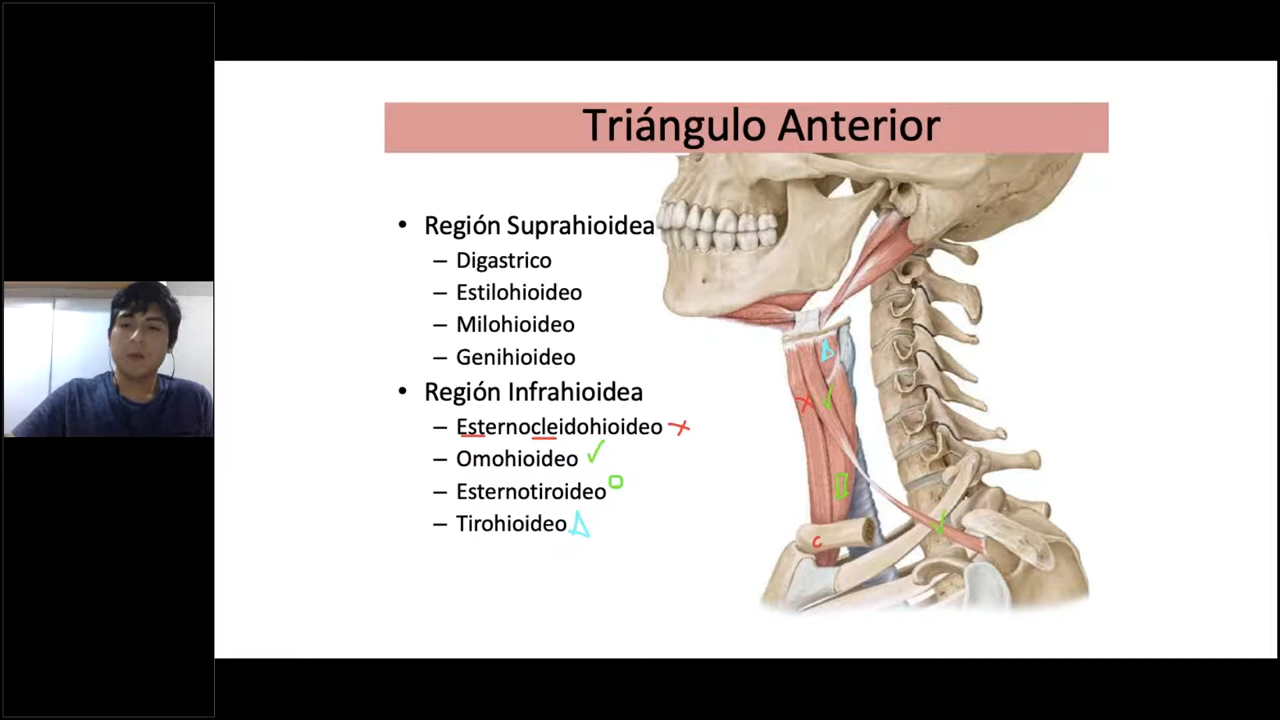 Triángulo Anterior
• Región Suprahioidea
– Digastrico
– Estilohioideo
– Milohioideo
– Genihioideo
• Región Infrahioidea
– Esternocleidohioideo
– Omohioideo
– Esternotiroideo
– Tirohioideo
c